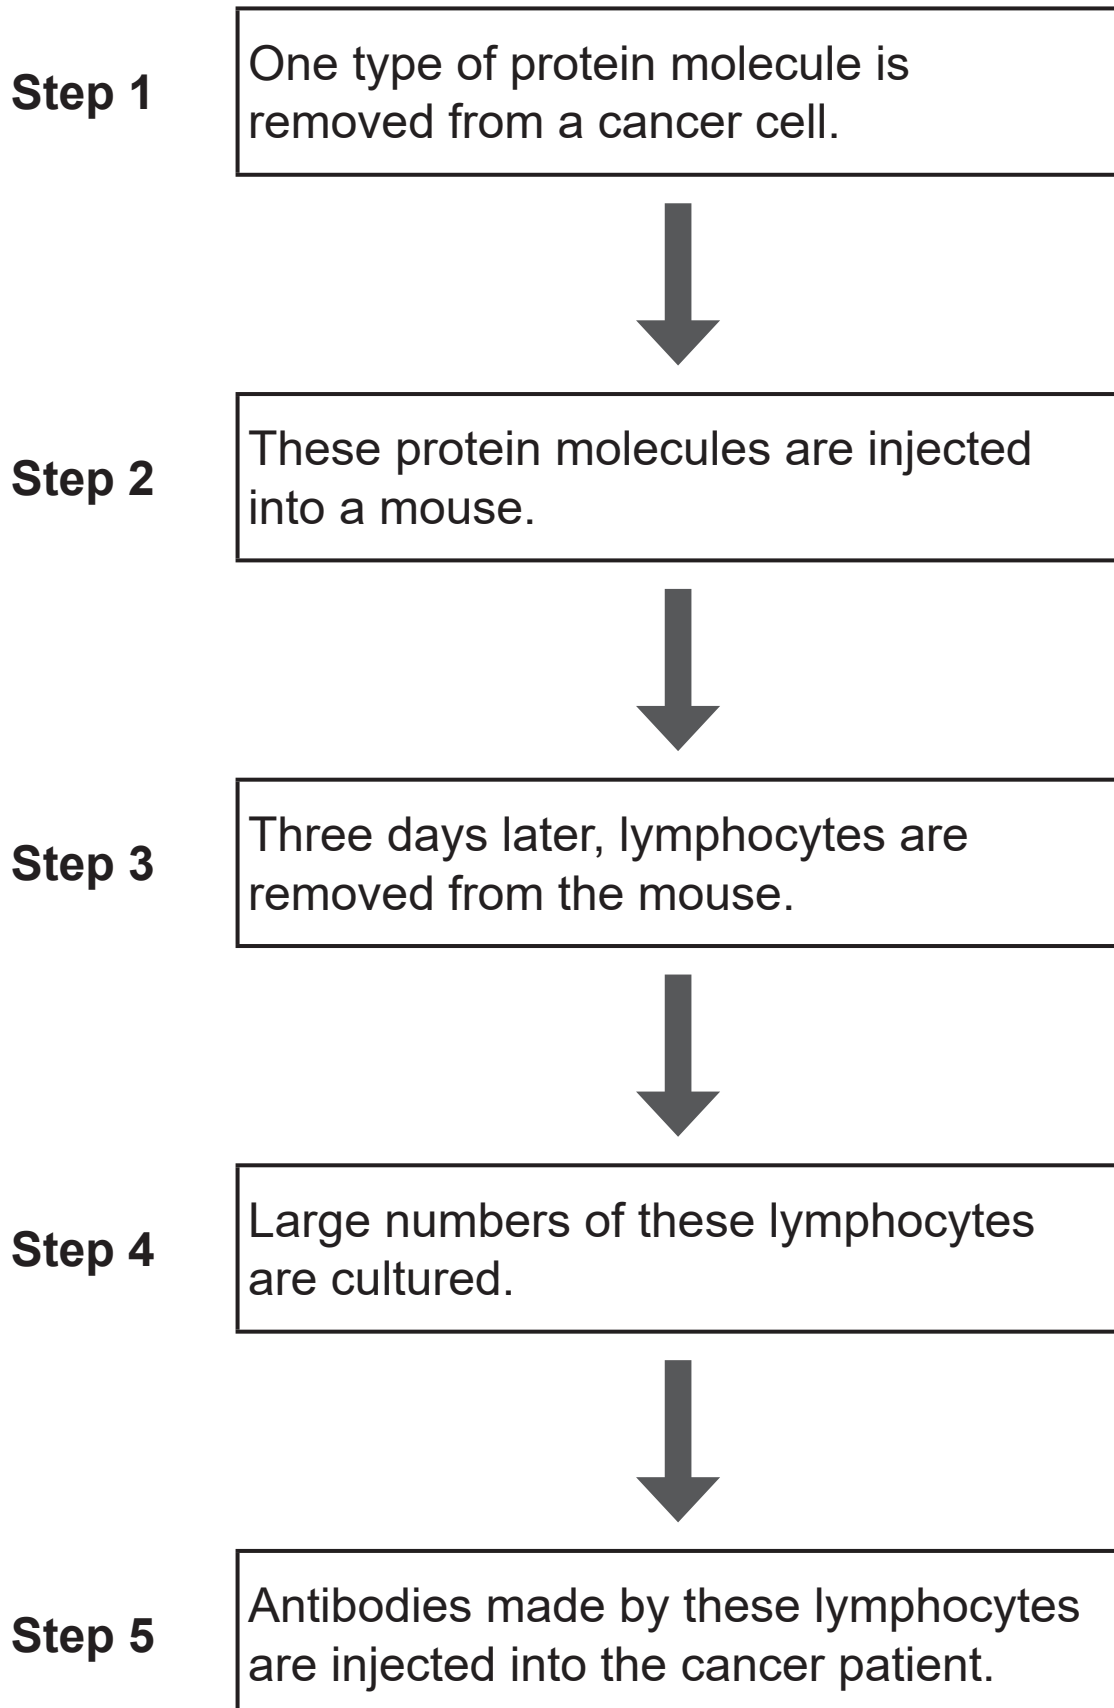 Step 1
One type of protein molecule is
removed from a cancer cell.
Step 2
These protein molecules are injected
into a mouse.
Step 3
Three days later, lymphocytes are
removed from the mouse.
Step 4
Large numbers of these lymphocytes
are cultured.
Step 5
Antibodies made by these lymphocytes
are injected into the cancer patient.